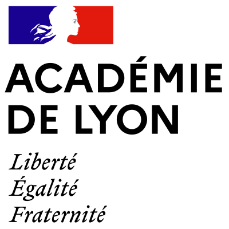 ACADÉMIE
DE LYON
Liberté
Égalité
Fraternité